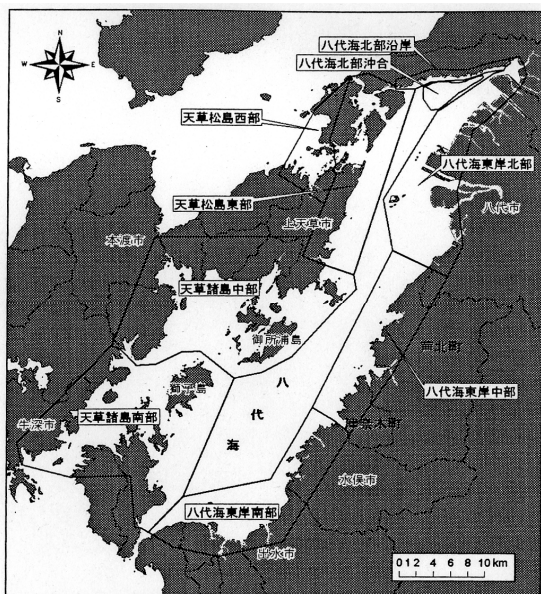 N
W E
S
八代海北部沿岸
八代海北部沖合
天草松島西部
八代海東岸北部
天草松島東部
八代市
上天草市
本渡市
天草諸島中部
御所浦島
芦北町
獅子島
八
代
海
八代海東岸中部
天草諸島南部
牛深市
津奈木町
水俣市
八代海東岸南部
出水市
0 1 2 4 6 8 10 km